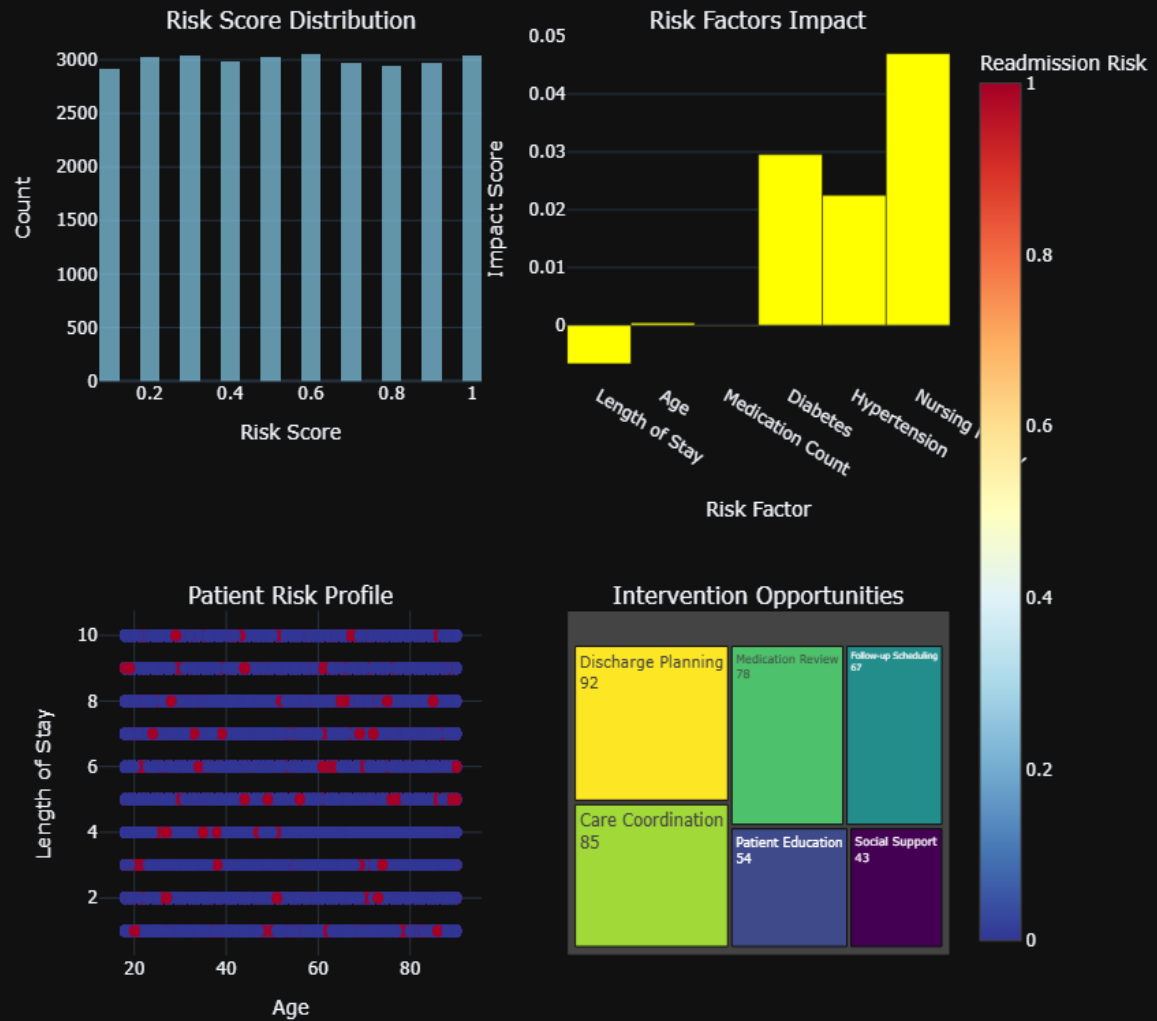 Risk Score Distribution
3000
2500
2000
1500
1000
500
0
Count
0.2
0.4
0.6
0.8
1
Risk Score
Risk Factors Impact
0.05
0.04
0.03
0.02
0.01
0
Impact Score
Length of Stay
Age
Medication Count
Diabetes
Hypertension
Nursing
Risk Factor
Readmission Risk
1
0.8
0.6
0.4
0.2
0
Patient Risk Profile
10
8
6
4
2
Length of Stay
20
40
60
80
Age
Intervention Opportunities
Discharge Planning
92
Medication Review
78
Follow-up Scheduling
67
Care Coordination
85
Patient Education
54
Social Support
43